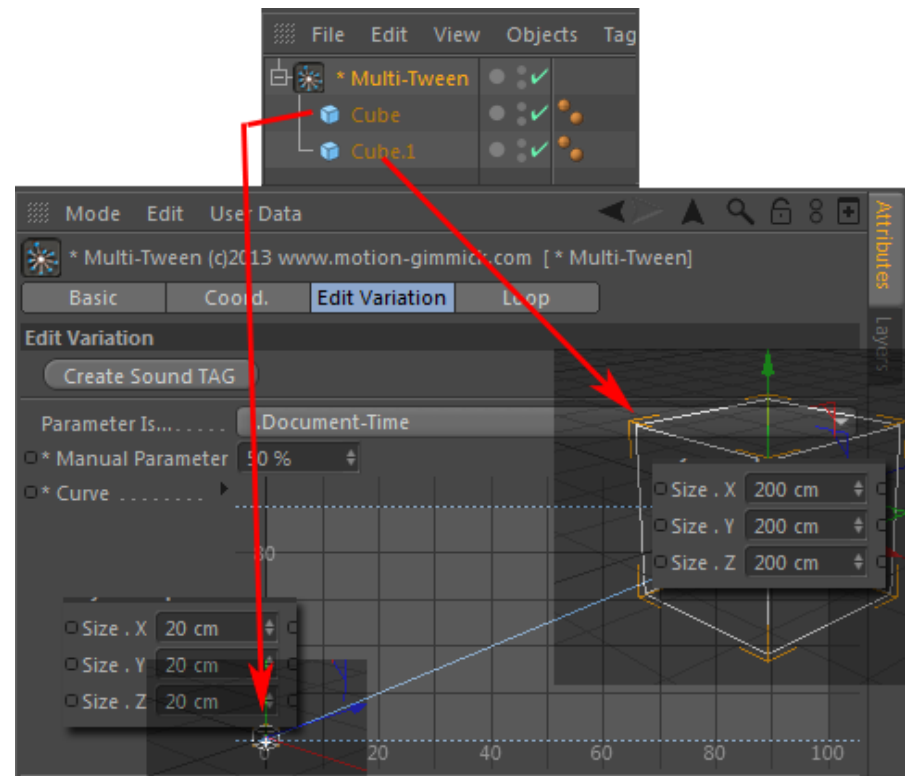 File Edit View Objects Tag
* Multi-Tween
Cube
Cube.1
Mode Edit User Data
* Multi-Tween (c)2013 www.motion-gimmick.com [* Multi-Tween]
Attributes
Layers
Basic Coord. Edit Variation Loop
Edit Variation
Create Sound TAG
Parameter Is...... .Document-Time
* Manual Parameter 50 %
* Curve ........
Size . X 200 cm
Size . Y 200 cm
Size . Z 200 cm
80
Size . X 20 cm
Size . Y 20 cm
Size . Z 20 cm
0 20 40 60 80 100